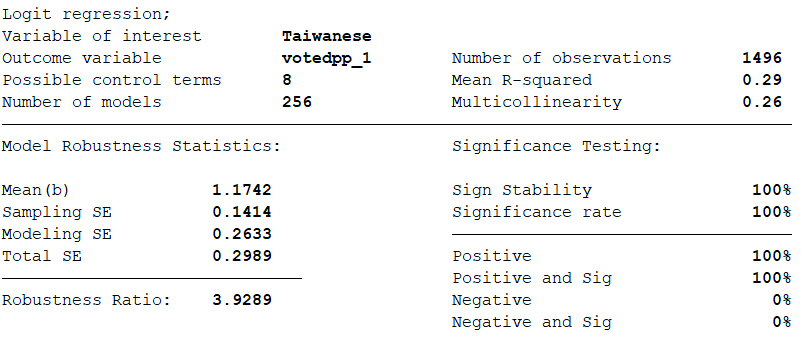 Logit regression;
Variable of interest Taiwanese
Outcome variable votedpp_1 Number of observations 1496
Possible control terms 8 Mean R-squared 0.29
Number of models 256 Multicollinearity 0.26
Model Robustness Statistics: Significance Testing:
Mean(b) 1.1742 Sign Stability 100%
Sampling SE 0.1414 Significance rate 100%
Modeling SE 0.2633
Total SE 0.2989 Positive 100%
Positive and Sig 100%
Robustness Ratio: 3.9289 Negative 0%
Negative and Sig 0%